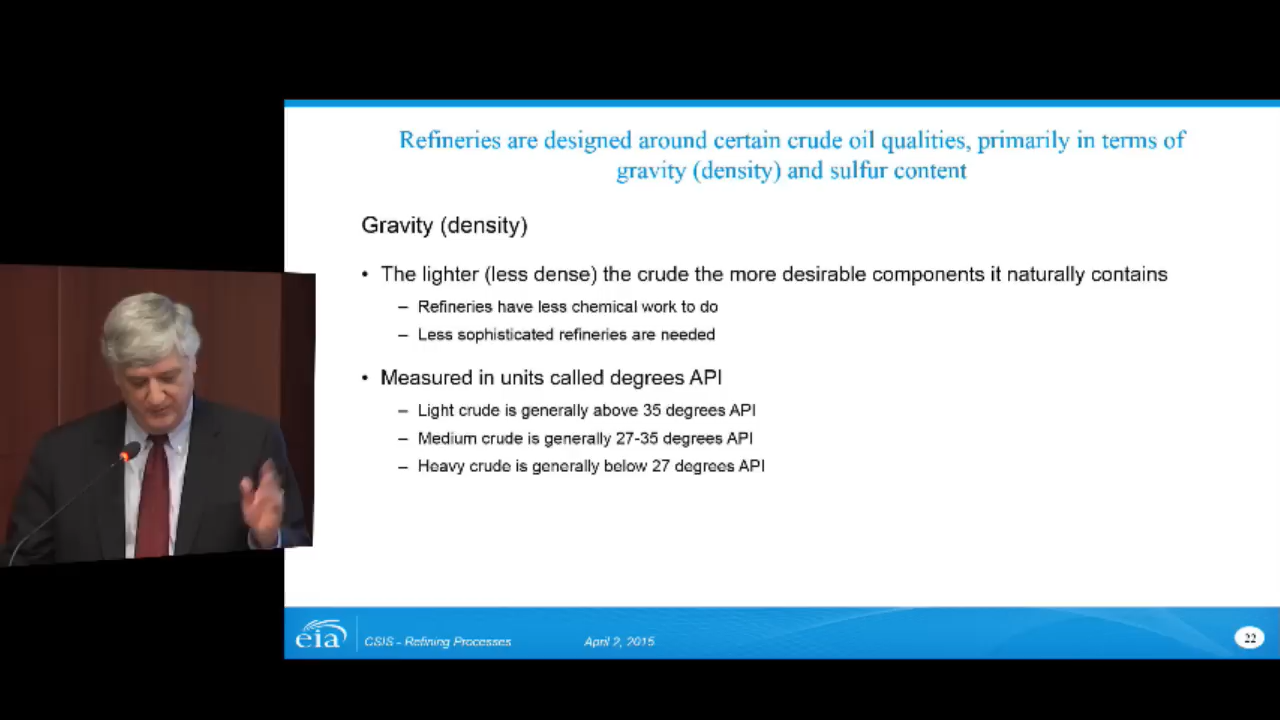 Refineries are designed around certain crude oil qualities, primarily in terms of
gravity (density) and sulfur content
Gravity (density)
• The lighter (less dense) the crude the more desirable components it naturally contains
– Refineries have less chemical work to do
– Less sophisticated refineries are needed
• Measured in units called degrees API
– Light crude is generally above 35 degrees API
– Medium crude is generally 27-35 degrees API
– Heavy crude is generally below 27 degrees API
eia
CSIS - Refining Processes
April 2, 2015
22